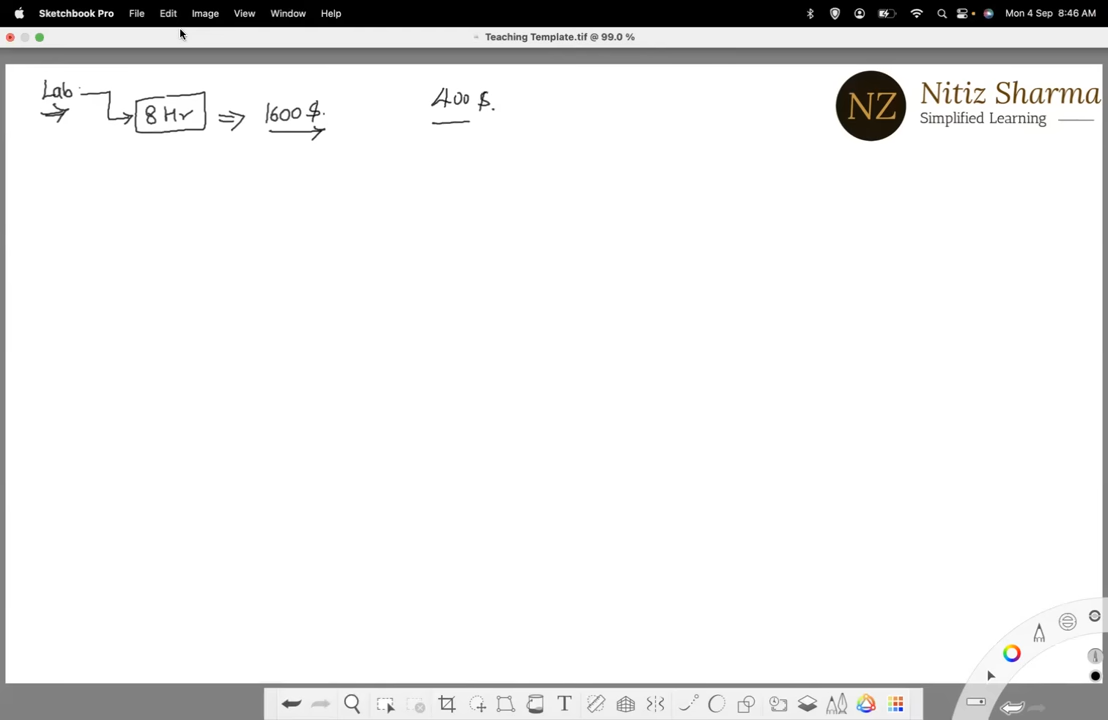 Sketchbook Pro File Edit Image View Window Help Mon 4 Sep 8:46 AM
Teaching Template.tif @ 99.0 %
Lab 8 Hr ⇒ 1600 $. 400 $.
NZ Nitiz Sharma
Simplified Learning
T